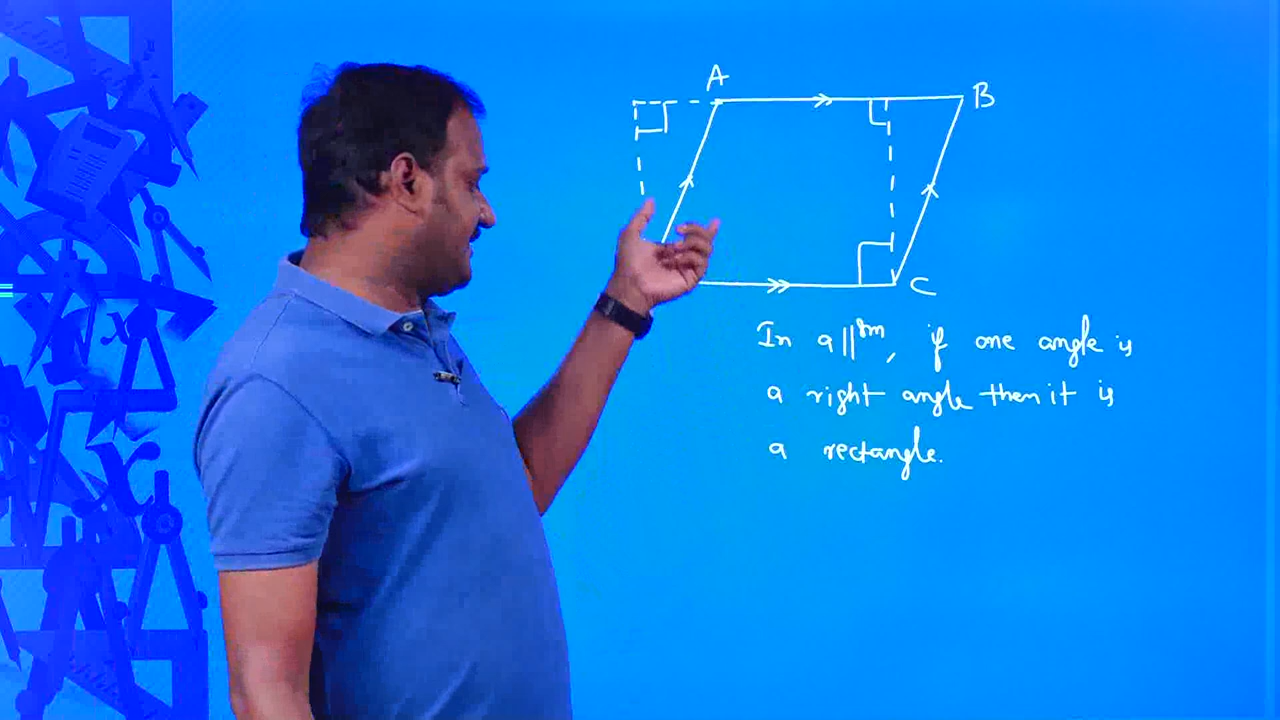 A
B
C
In a ||gm, if one angle is
a right angle then it is
a rectangle.